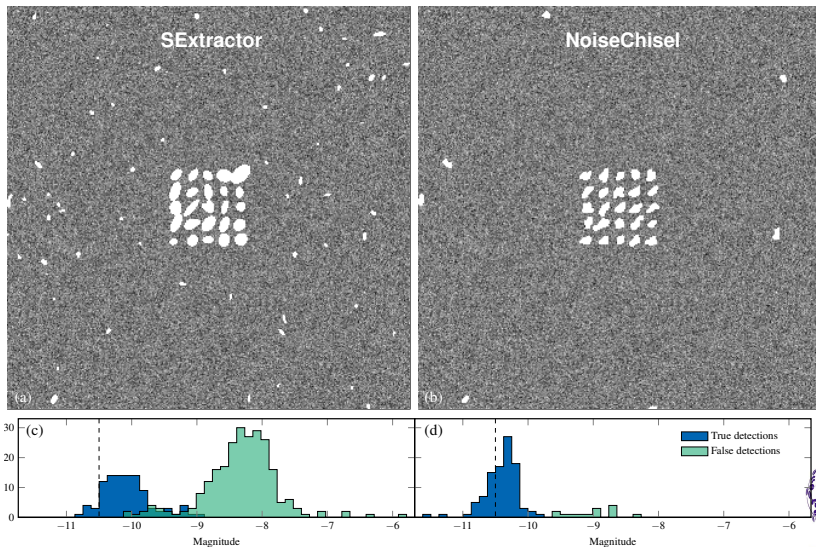 SExtractor
NoiseChisel
(a)
(b)
(c)
(d)
30
20
10
0
True detections
False detections
−11
−10
−9
−8
−7
−6
−11
−10
−9
−8
−7
−6
Magnitude
Magnitude